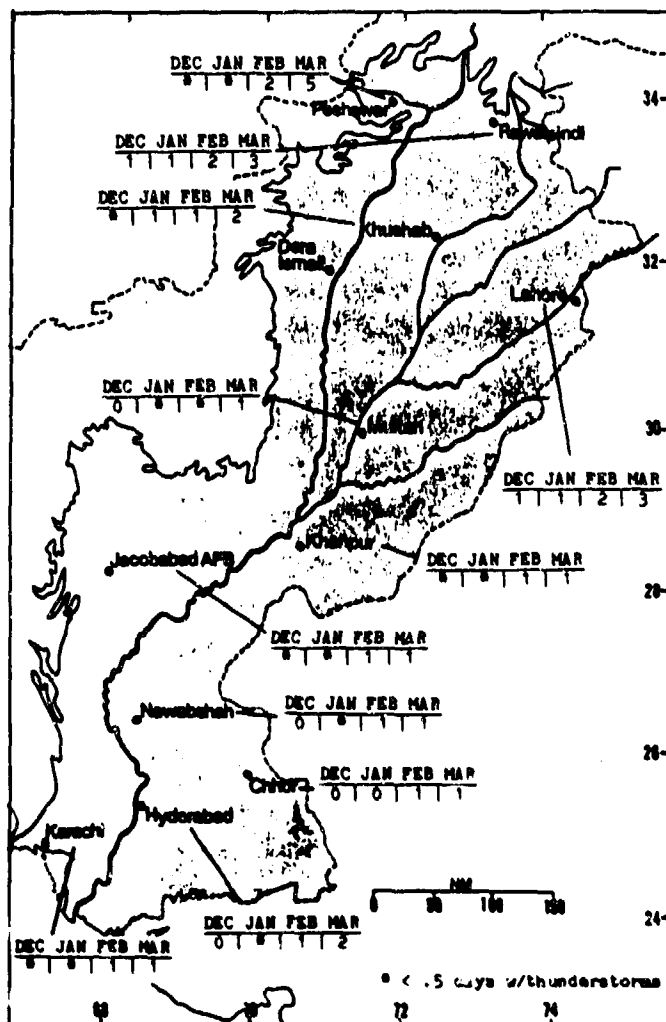 DEC JAN FEB MAR
* | * | 2 | 5
34
Peshawar
Rawalpindi
DEC JAN FEB MAR
1 | 1 | 2 | 3
DEC JAN FEB MAR
* | 1 | 1 | 2
Khushab
Dera
Ismail
32
Lahore
DEC JAN FEB MAR
0 | * | * | 1
Multan
30
DEC JAN FEB MAR
1 | 1 | 2 | 3
Khanpur
Jacobabad AFB
DEC JAN FEB MAR
* | * | 1 | 1
28
DEC JAN FEB MAR
* | * | 1 | 1
Nawabshah
DEC JAN FEB MAR
0 | * | 1 | 1
26
Chhor
DEC JAN FEB MAR
0 | 0 | 1 | 1
Hyderabad
Karachi
NM
0 50 100 150
24
DEC JAN FEB MAR
0 | * | 1 | 2
DEC JAN FEB MAR
* | * | 1 | 1
* < .5 days w/thunderstorms
68 70 72 74